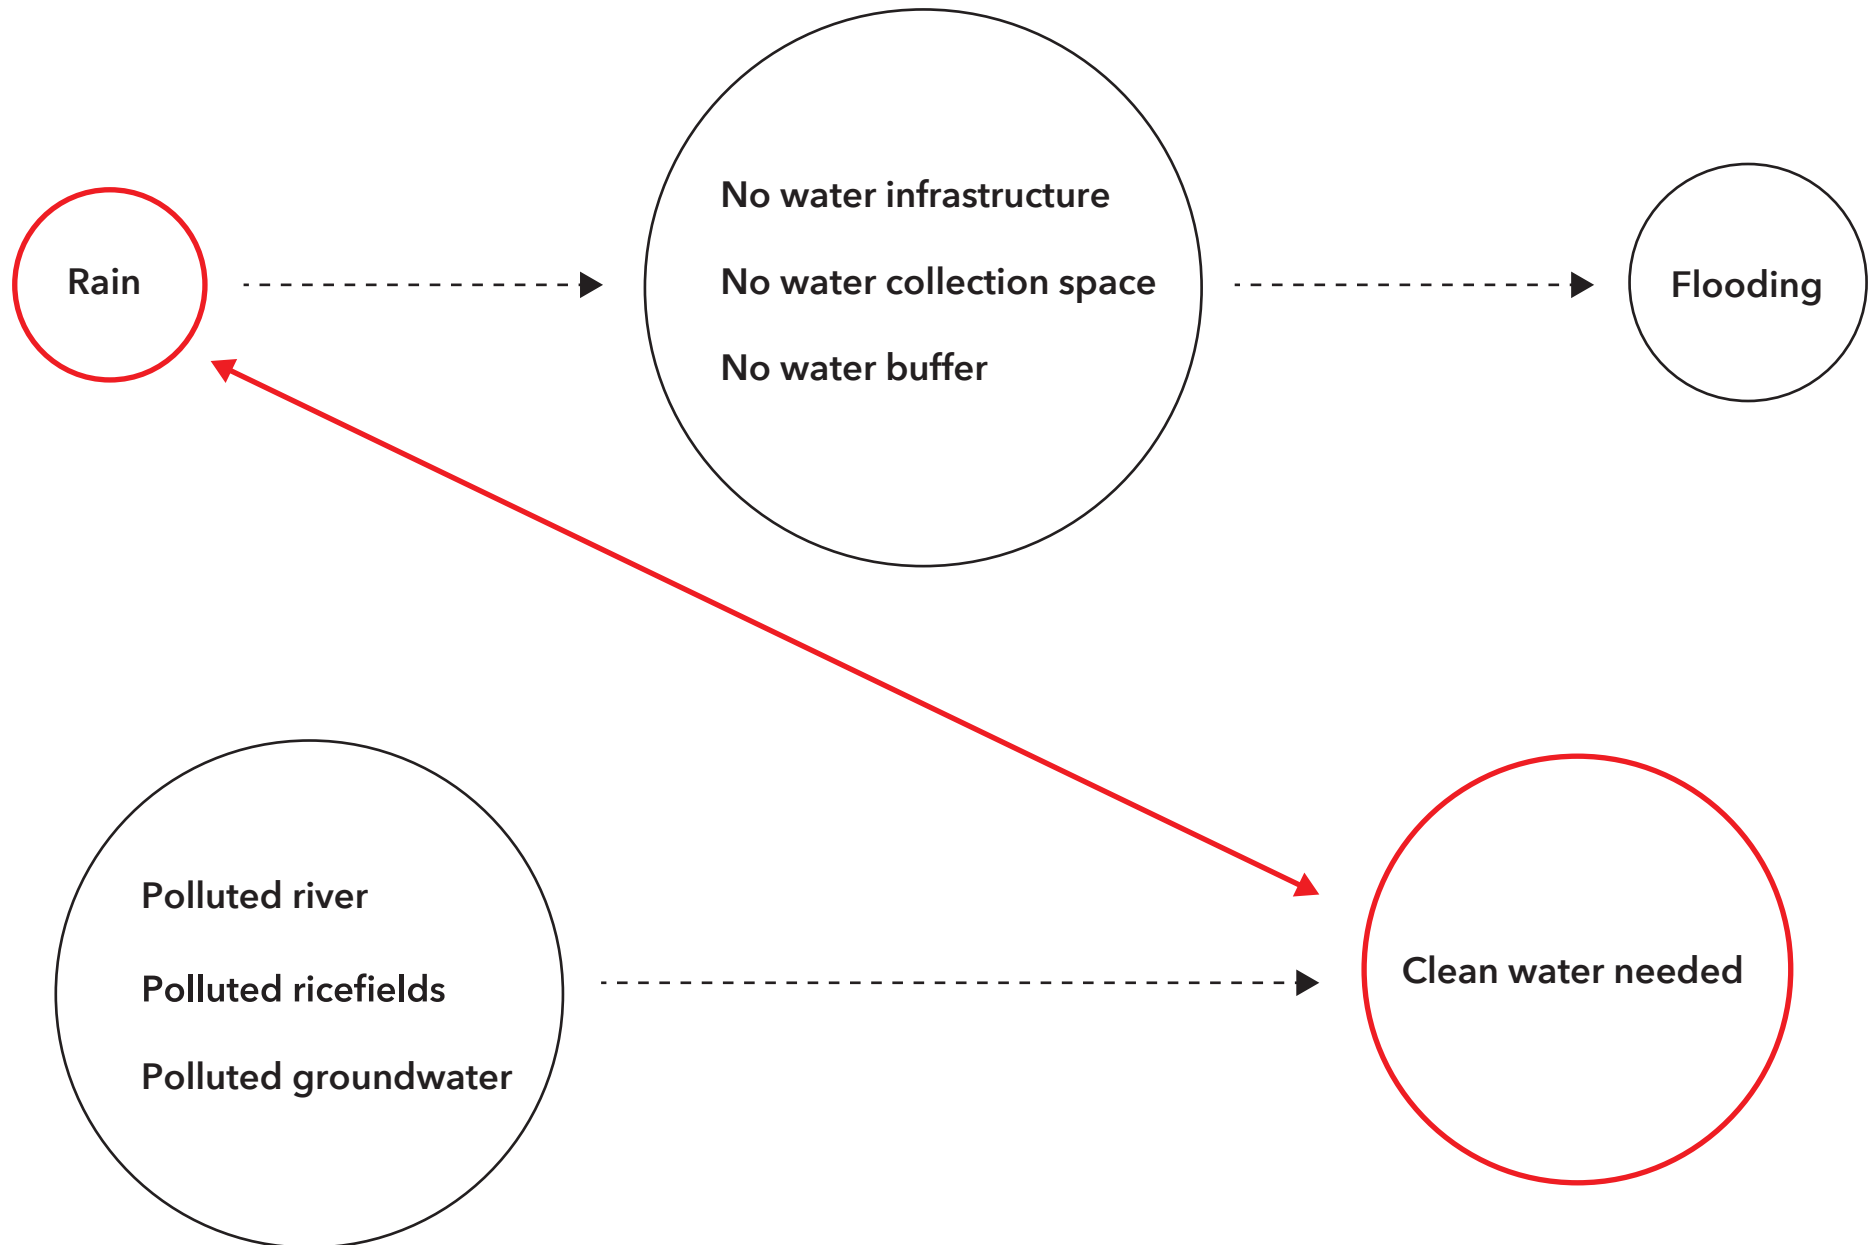 Rain
No water infrastructure
No water collection space
No water buffer
Flooding
Polluted river
Polluted ricefields
Polluted groundwater
Clean water needed